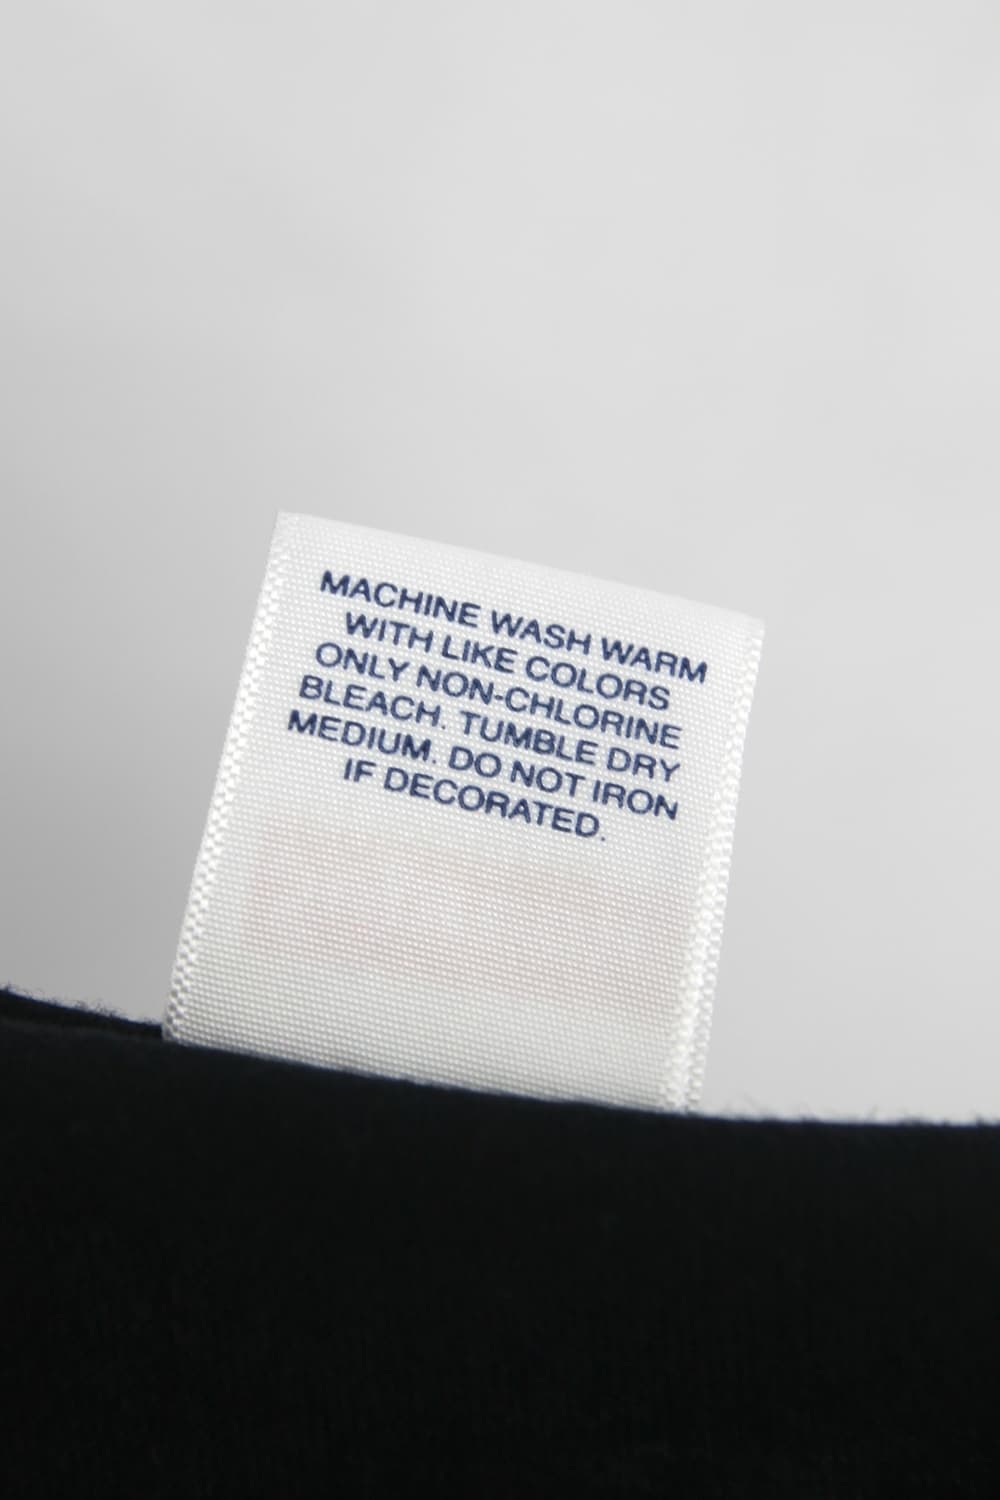 MACHINE WASH WARM
WITH LIKE COLORS
ONLY NON-CHLORINE
BLEACH. TUMBLE DRY
MEDIUM. DO NOT IRON
IF DECORATED.